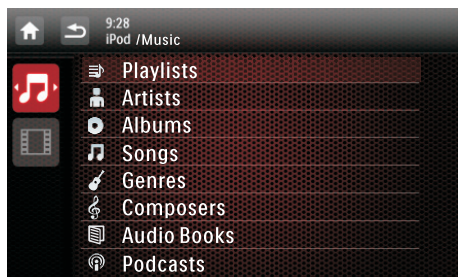 9:28
iPod /Music
Playlists
Artists
Albums
Songs
Genres
Composers
Audio Books
Podcasts